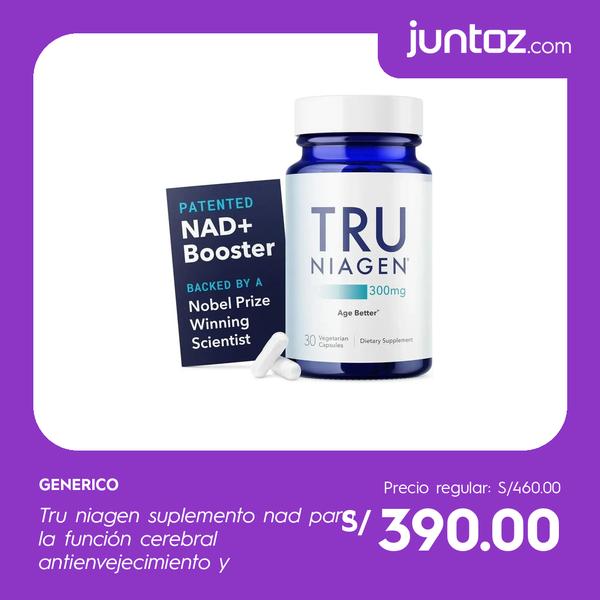 juntoz.com
PATENTED
NAD+
Booster
BACKED BY A
Nobel Prize
Winning
Scientist
TRU
NIAGEN®
300mg
Age Better*
30 Vegetarian Capsules | Dietary Supplement
GENERICO
Precio regular: S/460.00
Tru niagen suplemento nad para
la función cerebral
antienvejecimiento y
S/ 390.00